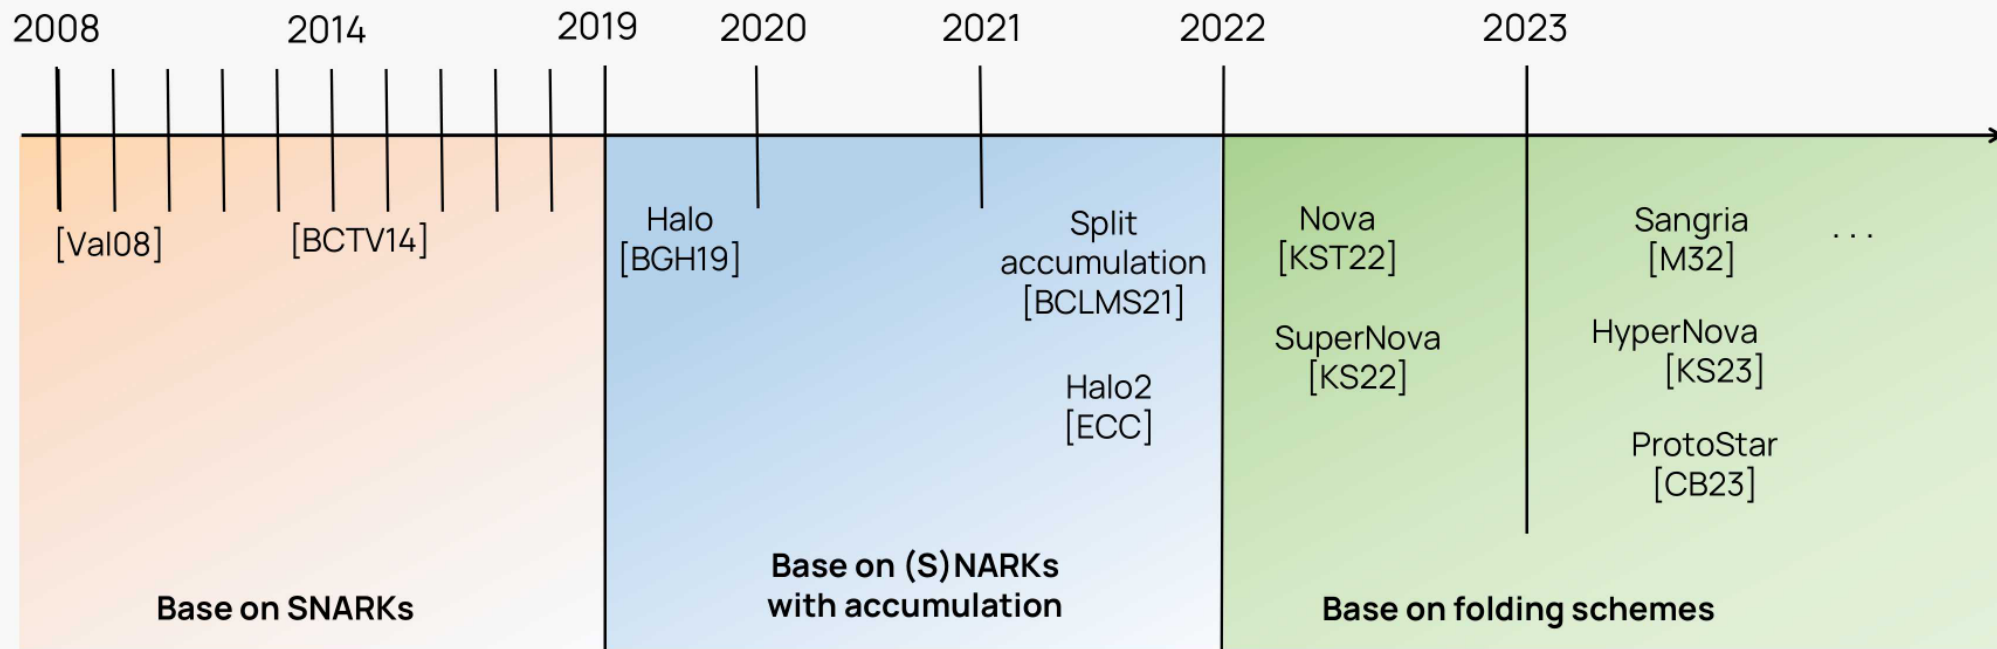 2008
2014
2019
2020
2021
2022
2023
[Val08]
[BCTV14]
Halo
[BGH19]
Split
accumulation
[BCLMS21]
Halo2
[ECC]
Nova
[KST22]
SuperNova
[KS22]
Sangria
[M32]
. . .
HyperNova
[KS23]
ProtoStar
[CB23]
Base on SNARKs
Base on (S)NARKs
with accumulation
Base on folding schemes